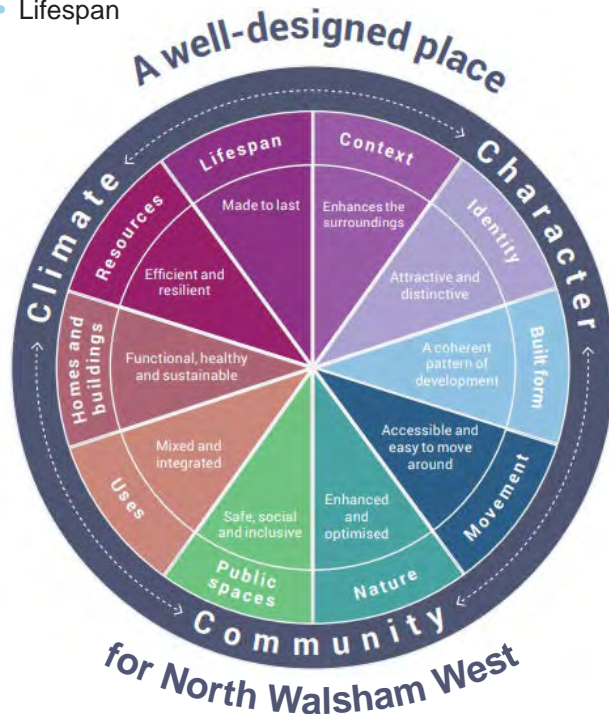 • Lifespan
A well-designed place
Climate
Character
Community
Lifespan
Made to last
Context
Enhances the
surroundings
Identity
Attractive and
distinctive
Built form
A coherent
pattern of
development
Movement
Accessible and
easy to move
around
Nature
Enhanced
and
optimised
Public
spaces
Safe, social
and inclusive
Uses
Mixed and
integrated
Homes and
buildings
Functional, healthy
and sustainable
Resources
Efficient and
resilient
for North Walsham West